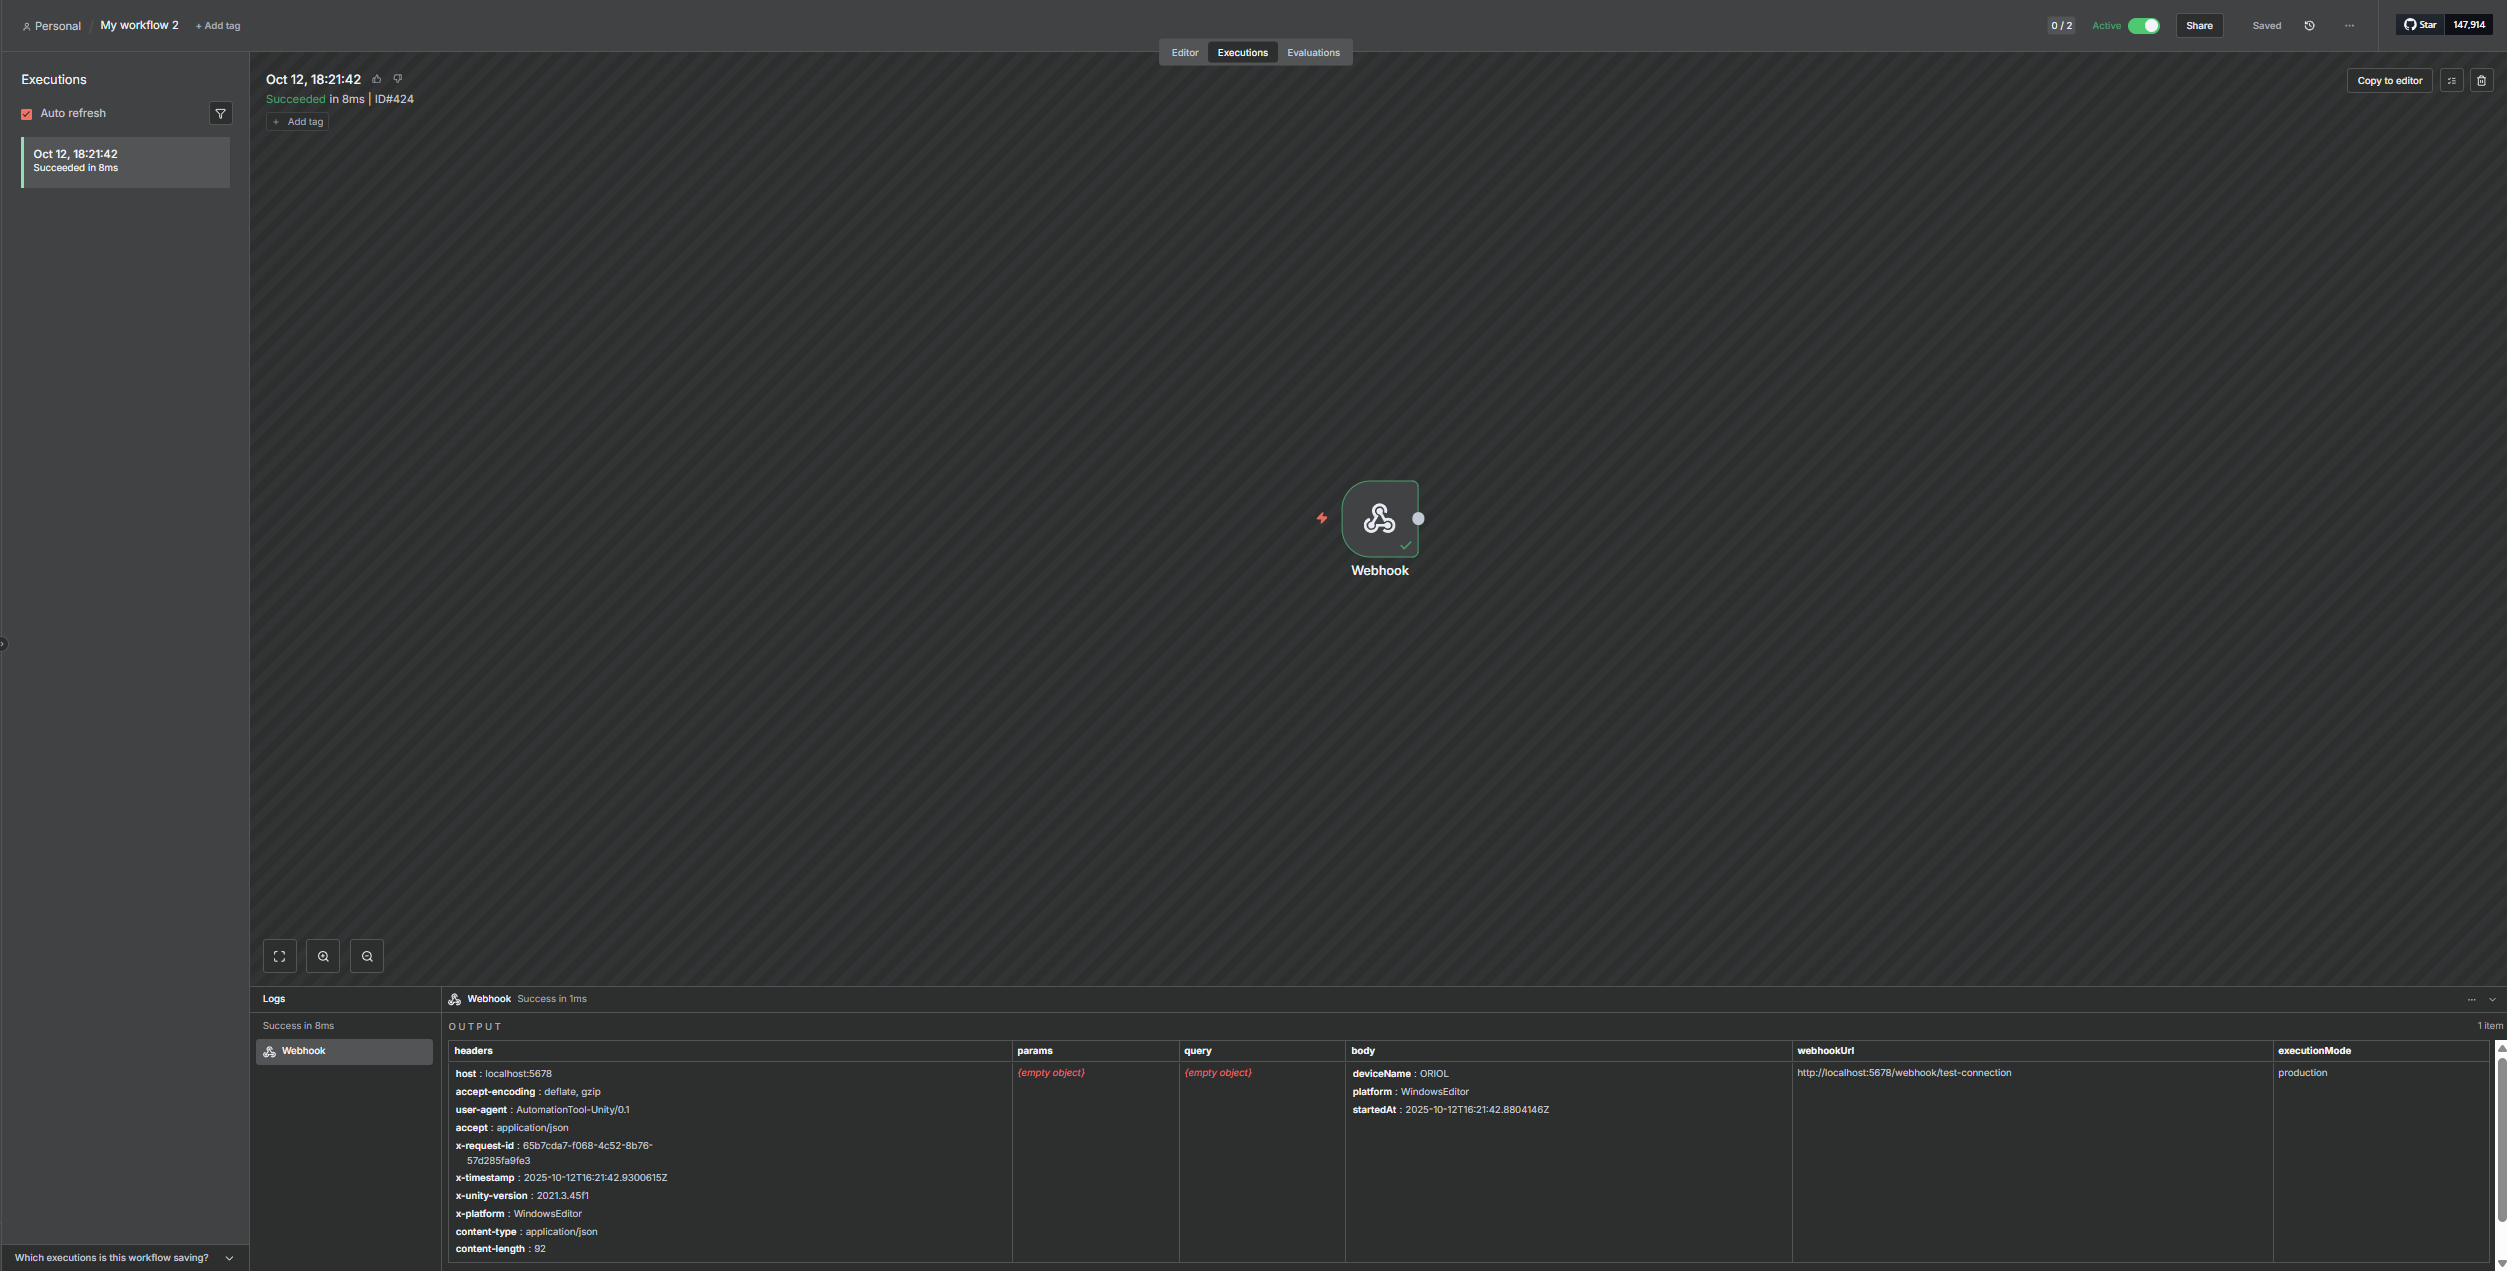 Personal / My workflow 2 + Add tag
0 / 2 Active Share Saved ... Star 147,914
Editor Executions Evaluations
Executions
Auto refresh
Oct 12, 18:21:42
Succeeded in 8ms
Oct 12, 18:21:42
Succeeded in 8ms | ID#424
+ Add tag
Copy to editor
Webhook
Logs
Success in 8ms
Webhook
Webhook Success in 1ms
OUTPUT
1 item
headers params query body webhookUrl executionMode
host : localhost:5678
accept-encoding : deflate, gzip
user-agent : AutomationTool-Unity/0.1
accept : application/json
x-request-id : 65b7cda7-f068-4c52-8b76-
57d285fa9fe3
x-timestamp : 2025-10-12T16:21:42.9300615Z
x-unity-version : 2021.3.45f1
x-platform : WindowsEditor
content-type : application/json
content-length : 92
{empty object}
{empty object}
deviceName : ORIOL
platform : WindowsEditor
startedAt : 2025-10-12T16:21:42.8804146Z
http://localhost:5678/webhook/test-connection
production
Which executions is this workflow saving?